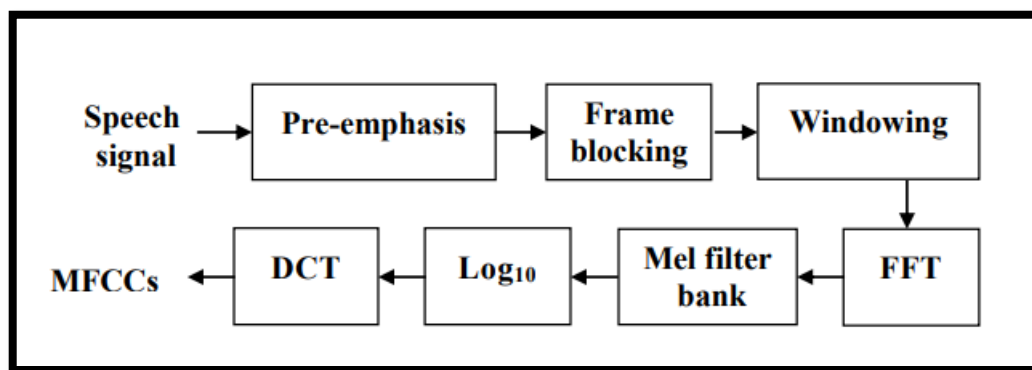 Speech
signal
Pre-emphasis
Frame
blocking
Windowing
FFT
Mel filter
bank
Log₁₀
DCT
MFCCs